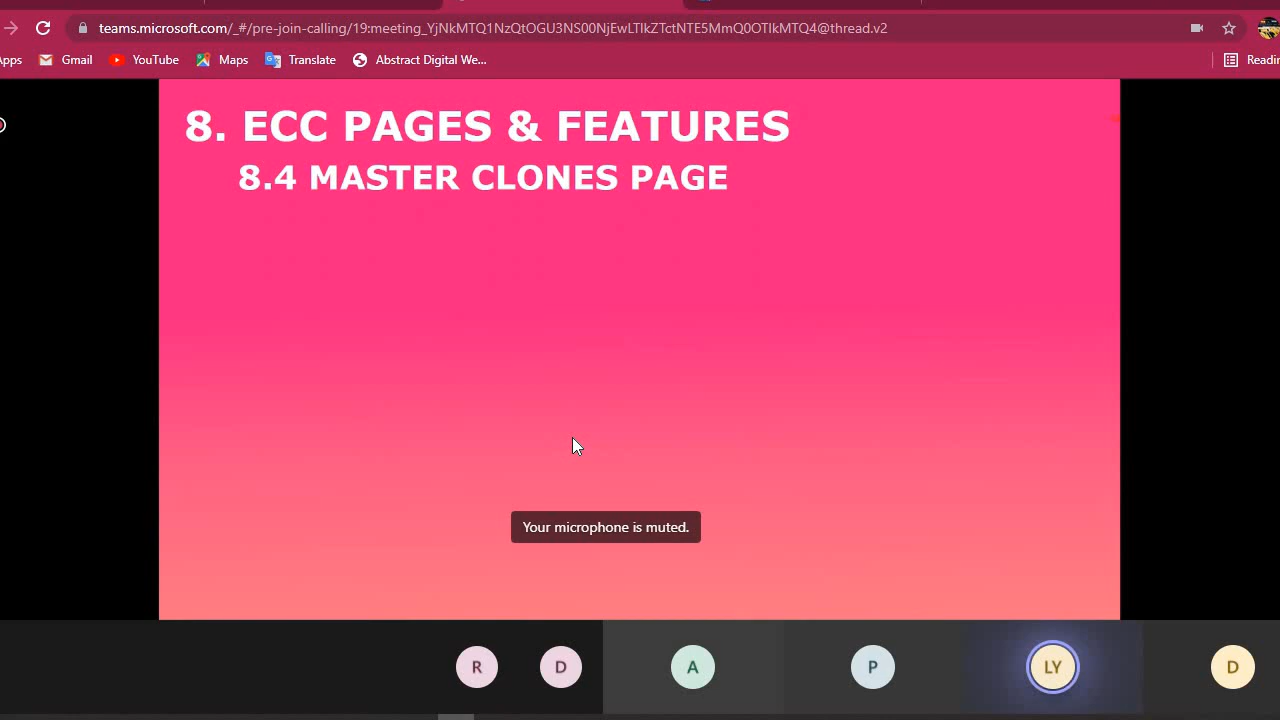 teams.microsoft.com/_#/pre-join-calling/19:meeting_YjNkMTQ1NzQtOGU3NS00NjEwLTlkZTctNTE5MmQ0OTlkMTQ4@thread.v2
Gmail YouTube Maps Translate Abstract Digital We...
8. ECC PAGES & FEATURES
8.4 MASTER CLONES PAGE
Your microphone is muted.
R D A P LY D